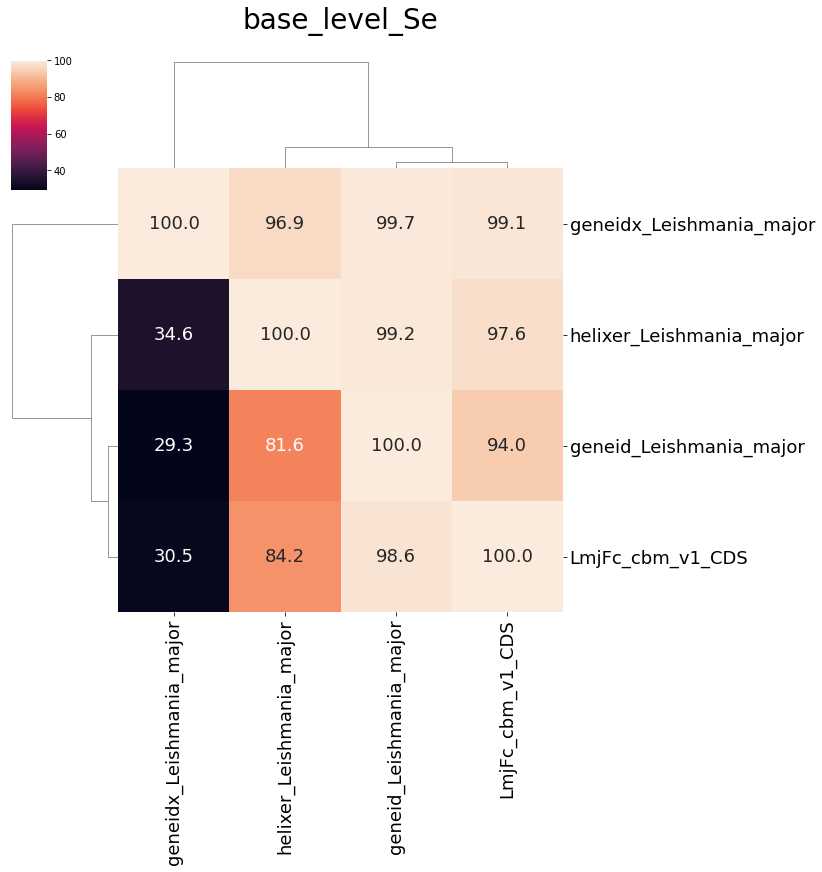 base_level_Se
100
80
60
40
100.0 96.9 99.7 99.1 geneidx_Leishmania_major
34.6 100.0 99.2 97.6 helixer_Leishmania_major
29.3 81.6 100.0 94.0 geneid_Leishmania_major
30.5 84.2 98.6 100.0 LmjFc_cbm_v1_CDS
geneidx_Leishmania_major
helixer_Leishmania_major
geneid_Leishmania_major
LmjFc_cbm_v1_CDS